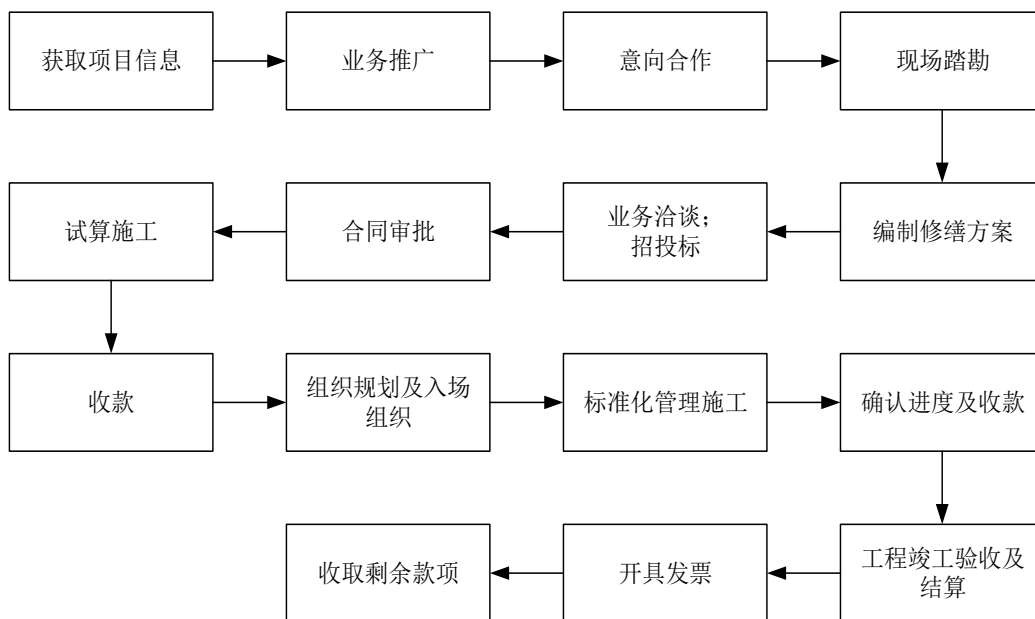 获取项目信息
业务推广
意向合作
现场踏勘
试算施工
合同审批
业务洽谈；
招投标
编制修缮方案
收款
组织规划及入场
组织
标准化管理施工
确认进度及收款
收取剩余款项
开具发票
工程竣工验收及
结算